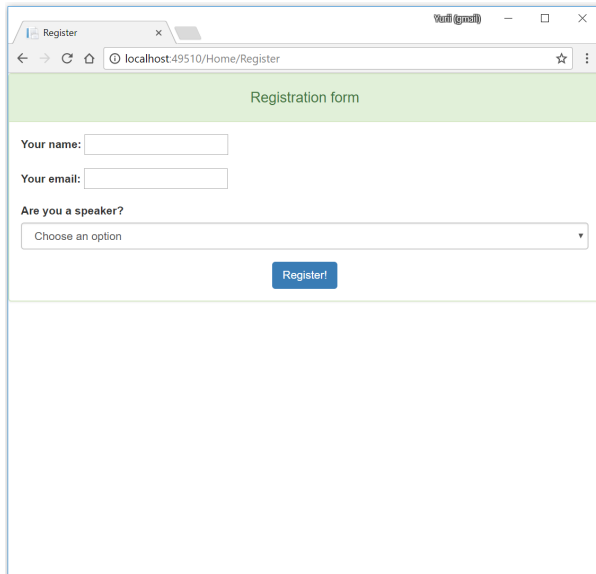 Yurii (gmail)
Register
localhost:49510/Home/Register
Registration form
Your name:
Your email:
Are you a speaker?
Choose an option
Register!